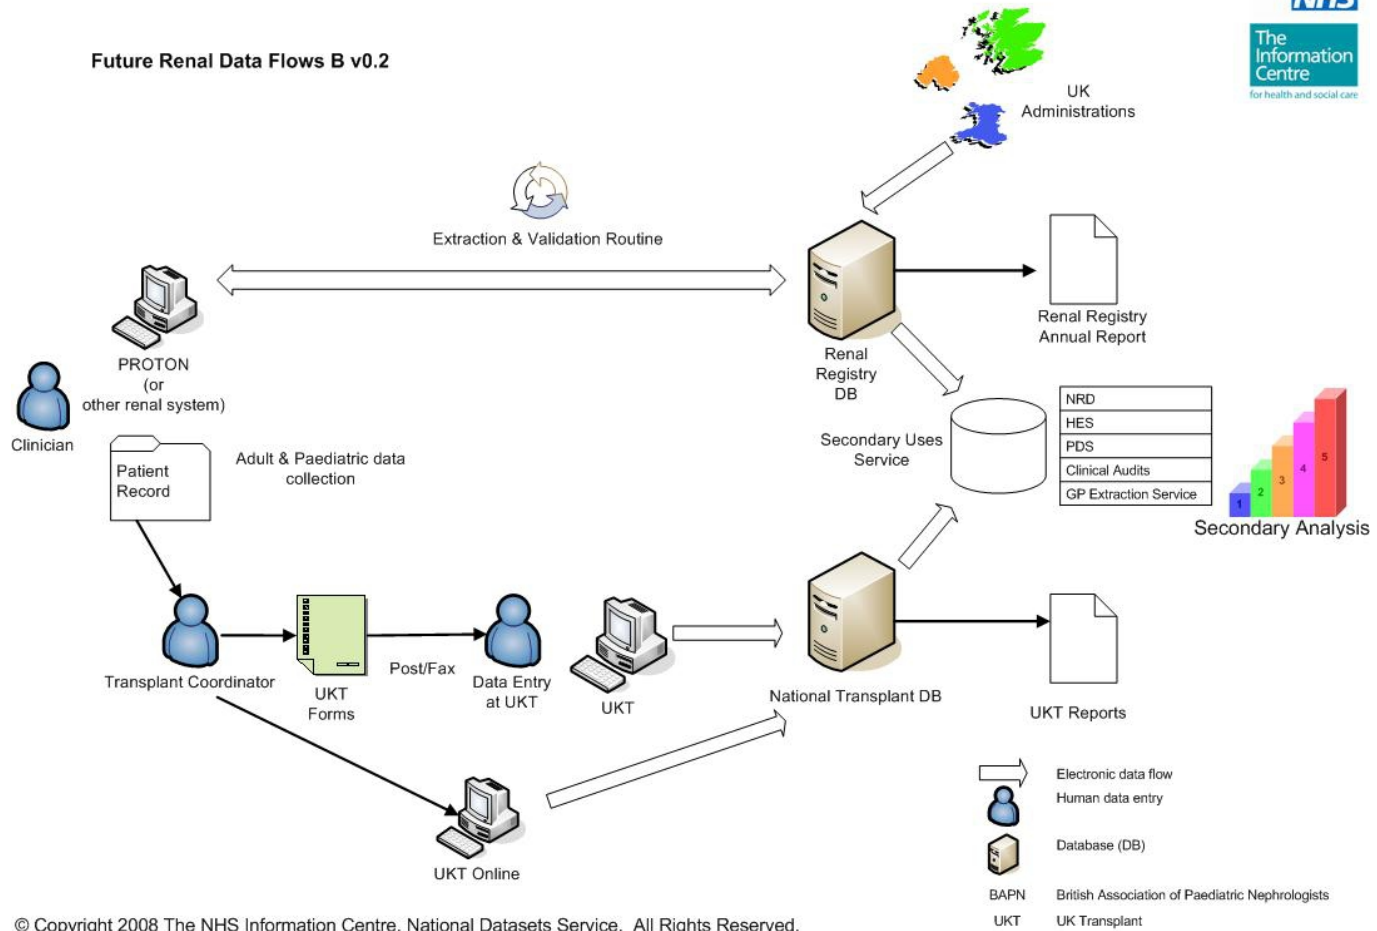 NHS
The
Information
Centre
for health and social care
Future Renal Data Flows B v0.2
UK
Administrations
Extraction & Validation Routine
PROTON
(or
other renal system)
Clinician
Renal
Registry
DB
Renal Registry
Annual Report
Patient
Record
Adult & Paediatric data
collection
Secondary Uses
Service
NRD
HES
PDS
Clinical Audits
GP Extraction Service
1
2
3
4
5
Secondary Analysis
Transplant Coordinator
UKT
Forms
Post/Fax
Data Entry
at UKT
UKT
National Transplant DB
UKT Reports
UKT Online
Electronic data flow
Human data entry
Database (DB)
BAPN British Association of Paediatric Nephrologists
UKT UK Transplant
© Copyright 2008 The NHS Information Centre, National Datasets Service. All Rights Reserved.